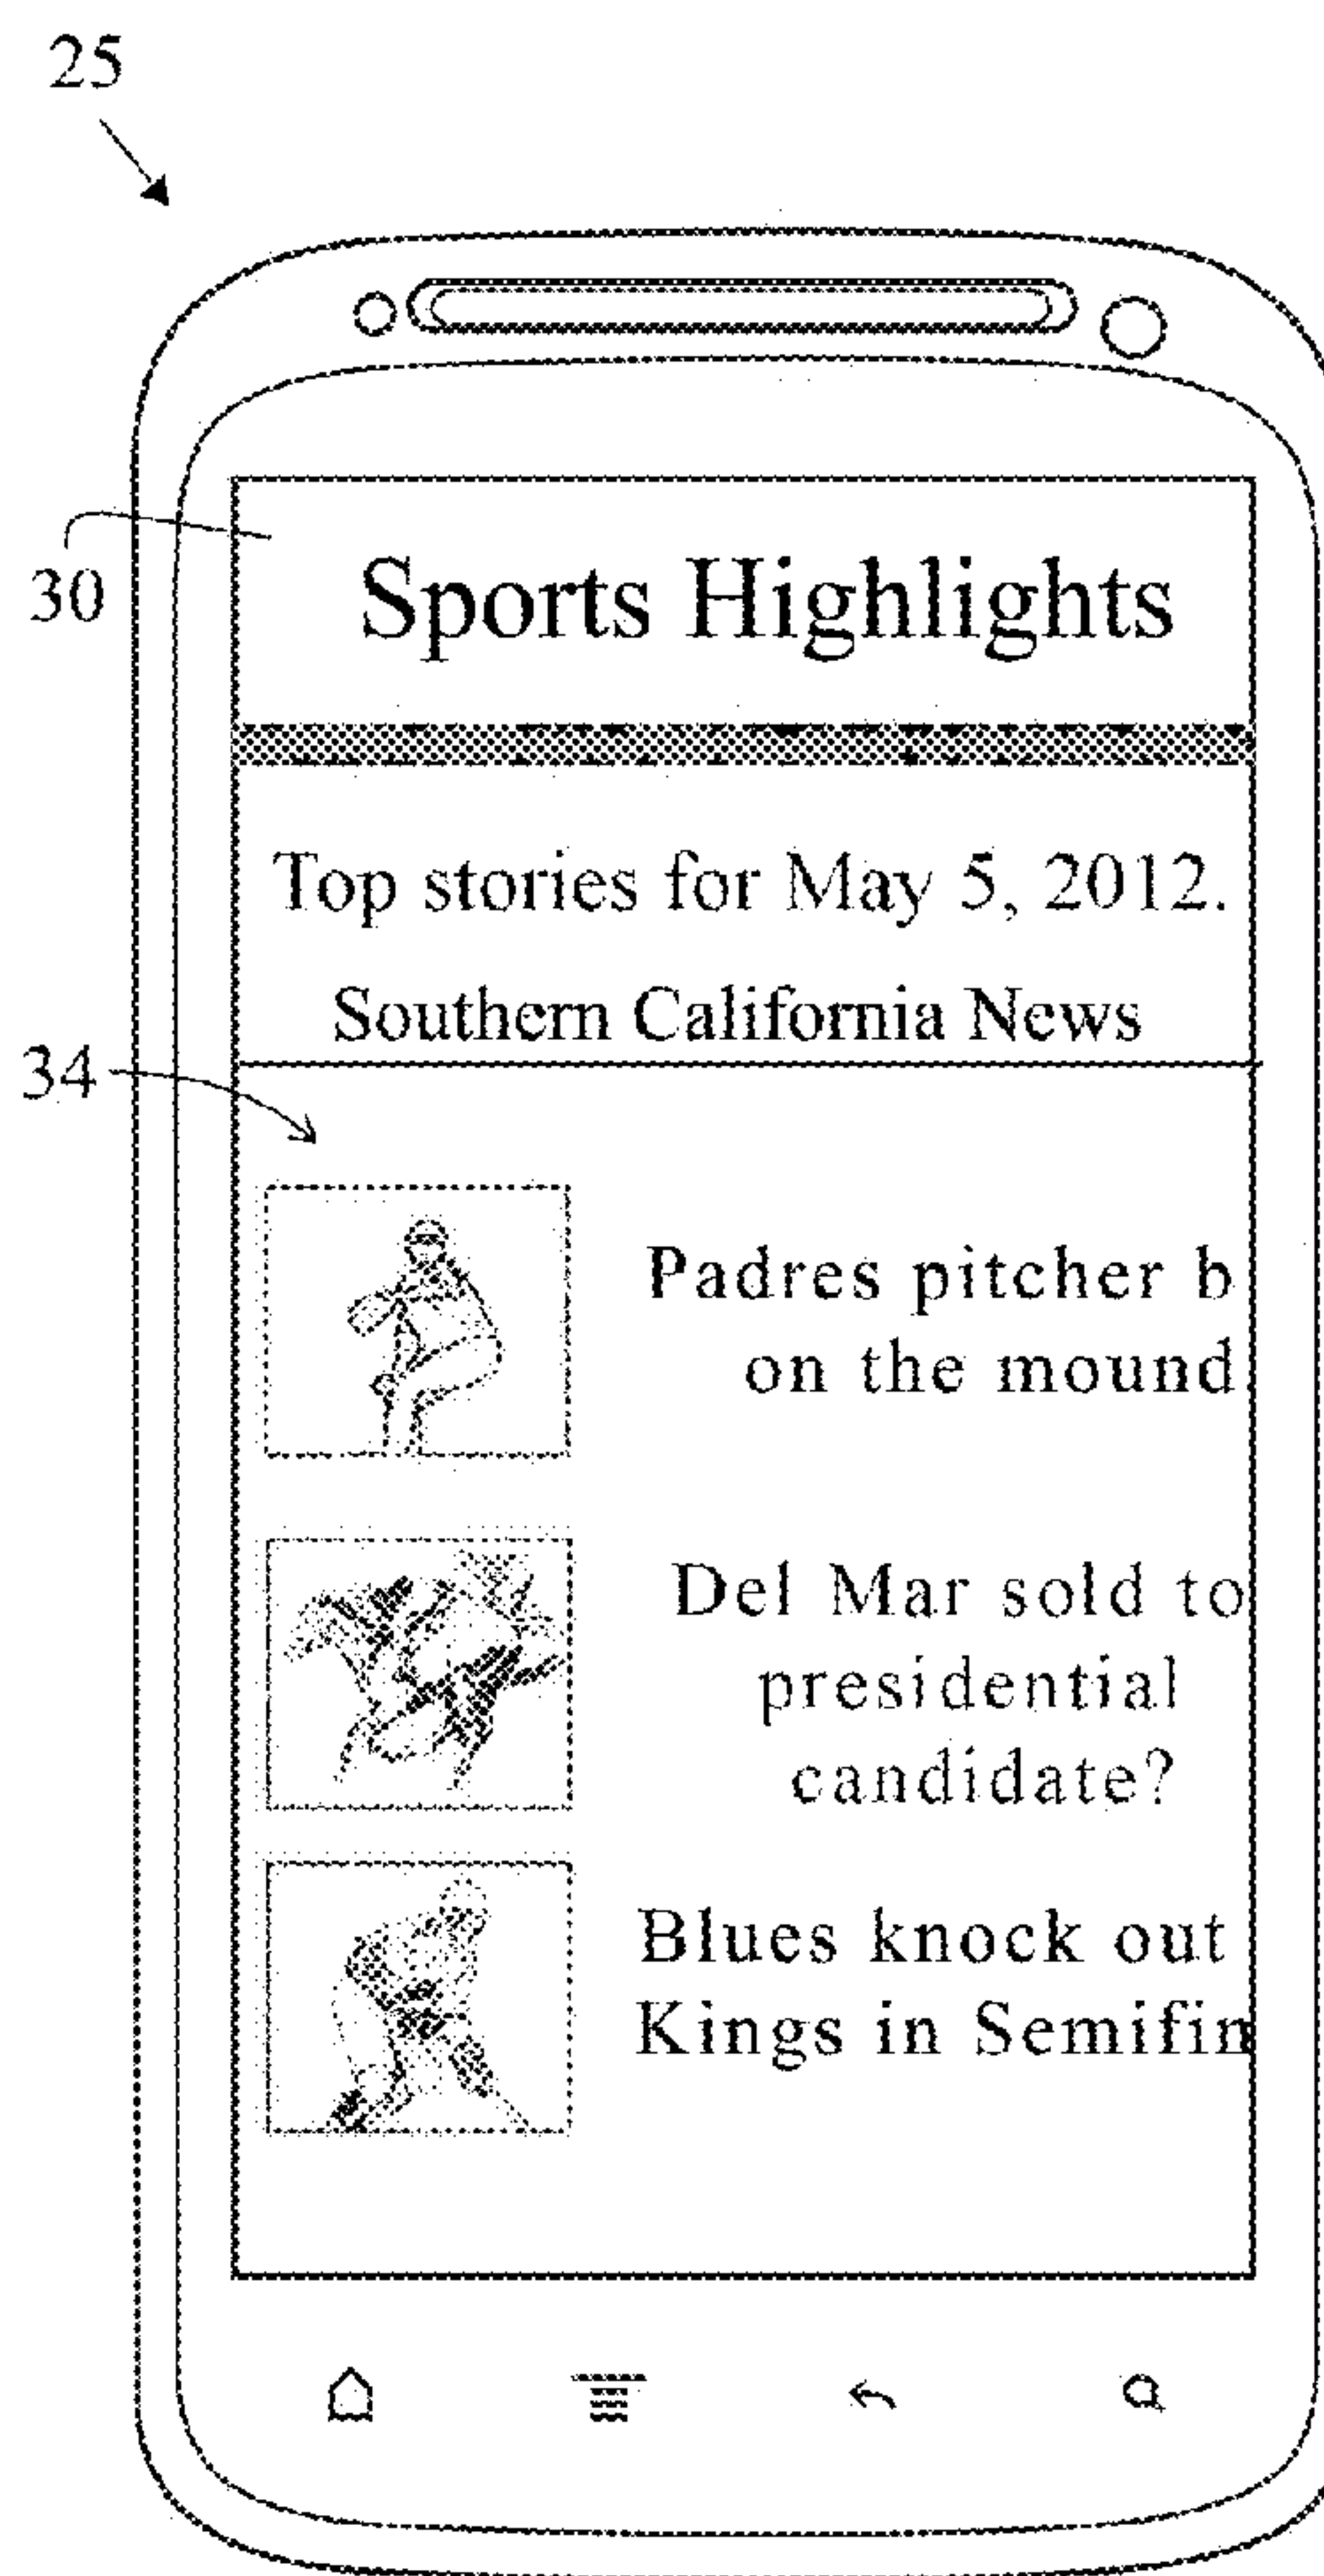 25
30
Sports Highlights
Top stories for May 5, 2012.
Southern California News
34
Padres pitcher b
on the mound
Del Mar sold to
presidential
candidate?
Blues knock out
Kings in Semifin